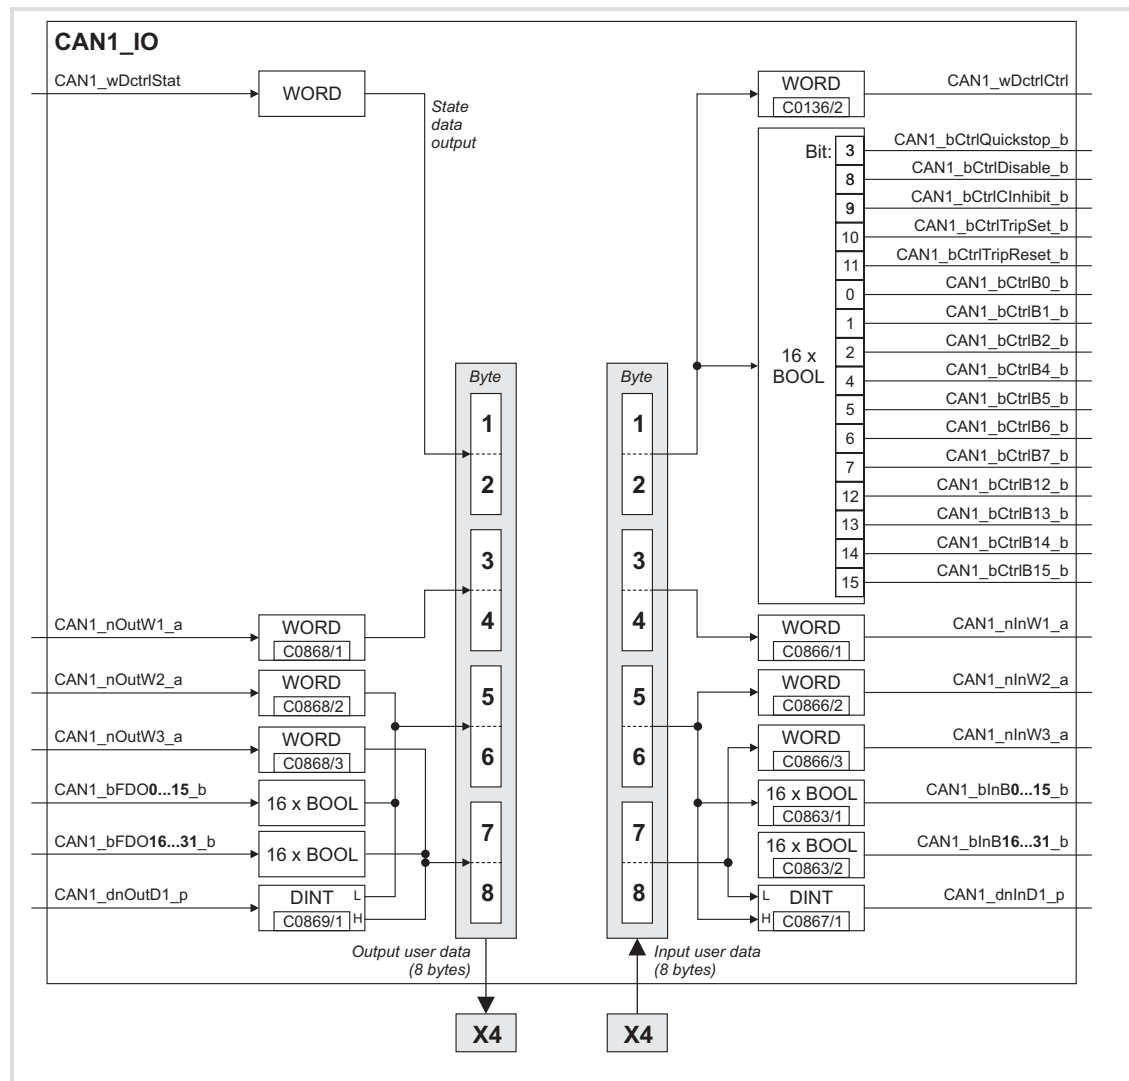 CAN1_IO
CAN1_wDctrlStat
WORD
State
data
output
Byte
1
2
3
4
5
6
7
8
CAN1_nOutW1_a
WORD
C0868/1
CAN1_nOutW2_a
WORD
C0868/2
CAN1_nOutW3_a
WORD
C0868/3
CAN1_bFDO0...15_b
16 x BOOL
CAN1_bFDO16...31_b
16 x BOOL
CAN1_dnOutD1_p
DINT
L
C0869/1
H
Output user data
(8 bytes)
X4
Byte
1
2
3
4
5
6
7
8
Input user data
(8 bytes)
X4
WORD
C0136/2
CAN1_wDctrlCtrl
16 x
BOOL
Bit: 3 CAN1_bCtrlQuickstop_b
8 CAN1_bCtrlDisable_b
9 CAN1_bCtrlCInhibit_b
10 CAN1_bCtrlTripSet_b
11 CAN1_bCtrlTripReset_b
0 CAN1_bCtrlB0_b
1 CAN1_bCtrlB1_b
2 CAN1_bCtrlB2_b
4 CAN1_bCtrlB4_b
5 CAN1_bCtrlB5_b
6 CAN1_bCtrlB6_b
7 CAN1_bCtrlB7_b
12 CAN1_bCtrlB12_b
13 CAN1_bCtrlB13_b
14 CAN1_bCtrlB14_b
15 CAN1_bCtrlB15_b
WORD
C0866/1
CAN1_nInW1_a
WORD
C0866/2
CAN1_nInW2_a
WORD
C0866/3
CAN1_nInW3_a
16 x BOOL
C0863/1
CAN1_bInB0...15_b
16 x BOOL
C0863/2
CAN1_bInB16...31_b
L
DINT
H
C0867/1
CAN1_dnInD1_p